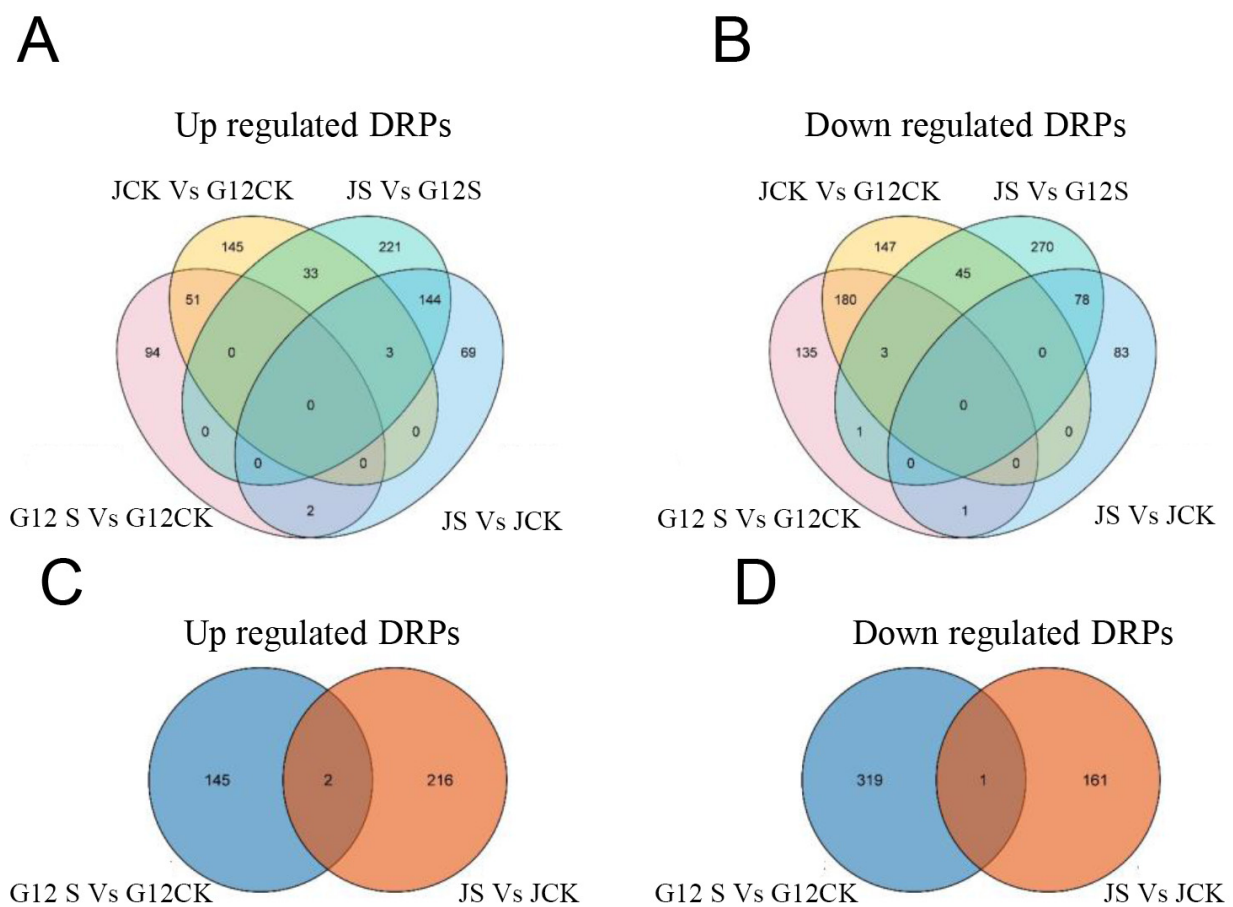 A
B
Up regulated DRPs
Down regulated DRPs
JCK Vs G12CK
JS Vs G12S
JCK Vs G12CK
JS Vs G12S
145
221
33
51
144
94
0
3
69
0
0
0
0
0
2
G12 S Vs G12CK
JS Vs JCK
147
270
45
180
78
135
3
0
83
0
1
0
0
0
1
G12 S Vs G12CK
JS Vs JCK
C
D
Up regulated DRPs
Down regulated DRPs
145
2
216
G12 S Vs G12CK
JS Vs JCK
319
1
161
G12 S Vs G12CK
JS Vs JCK